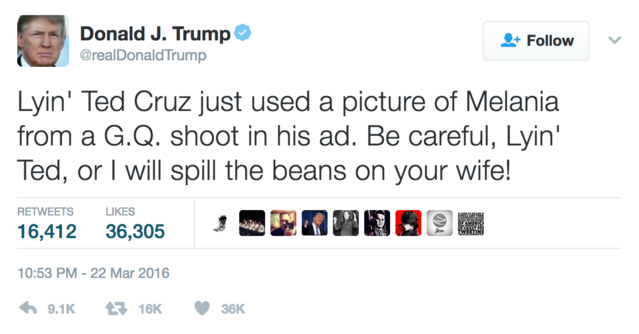 Donald J. Trump
@realDonaldTrump
Follow
Lyin' Ted Cruz just used a picture of Melania
from a G.Q. shoot in his ad. Be careful, Lyin'
Ted, or I will spill the beans on your wife!
RETWEETS LIKES
16,412 36,305
10:53 PM - 22 Mar 2016
9.1K 16K 36K